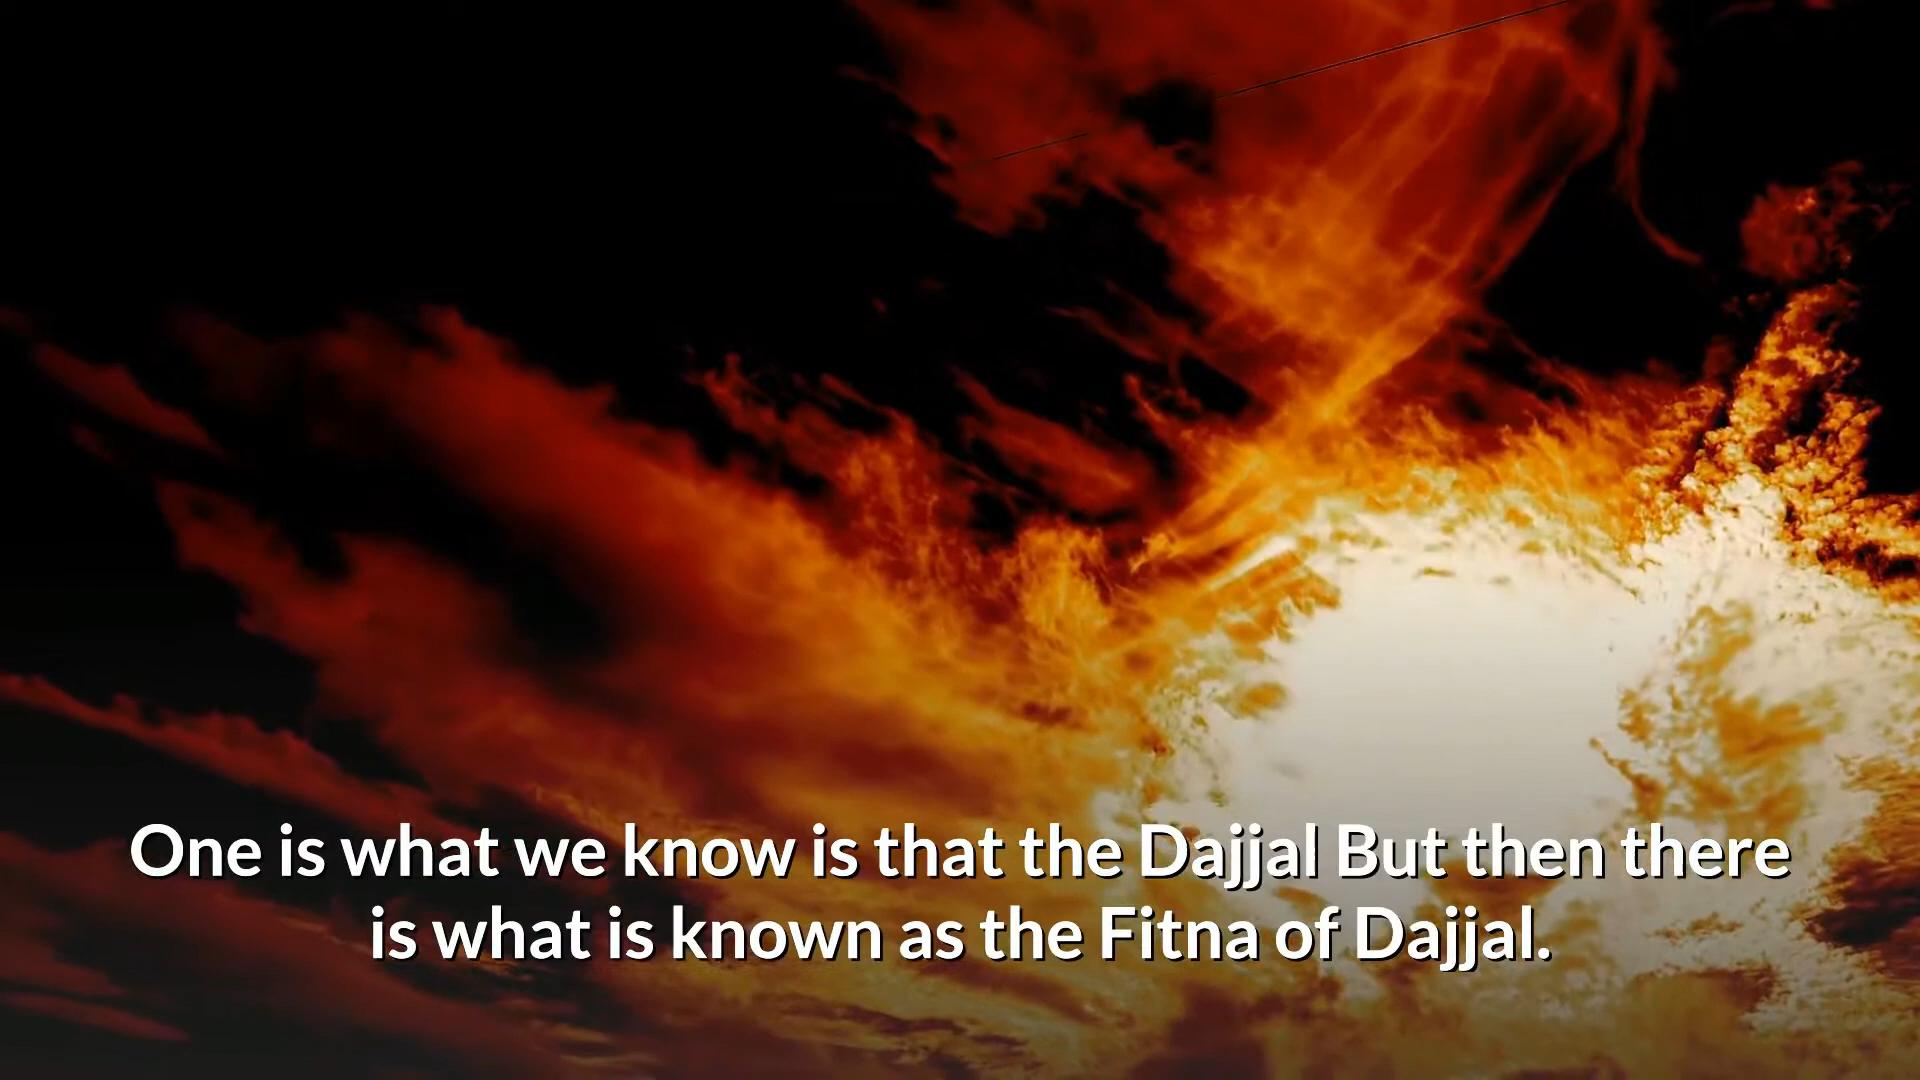 One is what we know is that the Dajjal But then there
is what is known as the Fitna of Dajjal.